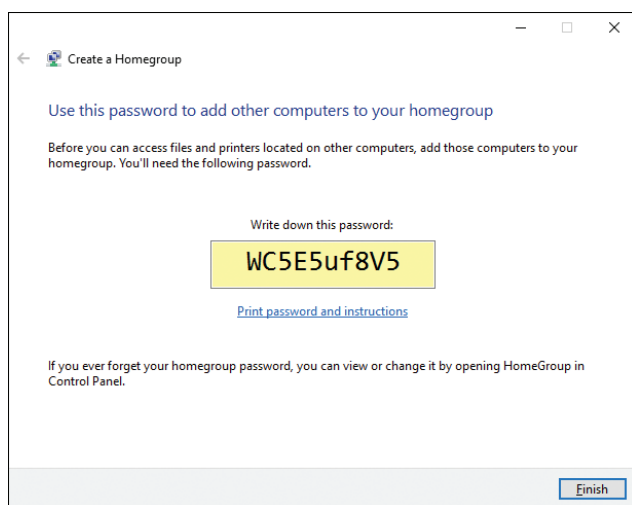 Create a Homegroup
Use this password to add other computers to your homegroup
Before you can access files and printers located on other computers, add those computers to your
homegroup. You'll need the following password.
Write down this password:
WC5E5uf8V5
Print password and instructions
If you ever forget your homegroup password, you can view or change it by opening HomeGroup in
Control Panel.
Finish